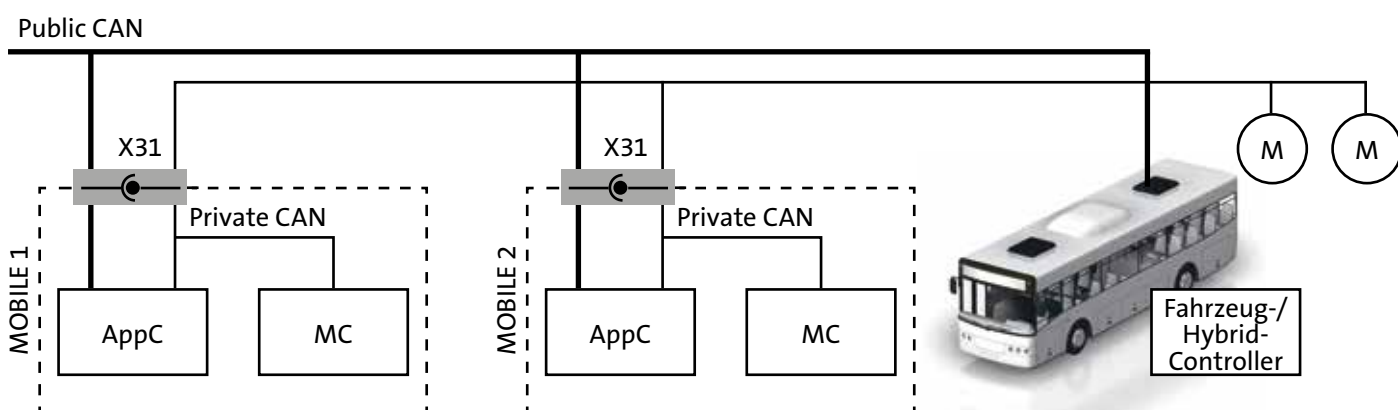 Public CAN
X31
X31
M
M
Private CAN
Private CAN
MOBILE 1
MOBILE 2
AppC
MC
AppC
MC
Fahrzeug-/
Hybrid-
Controller